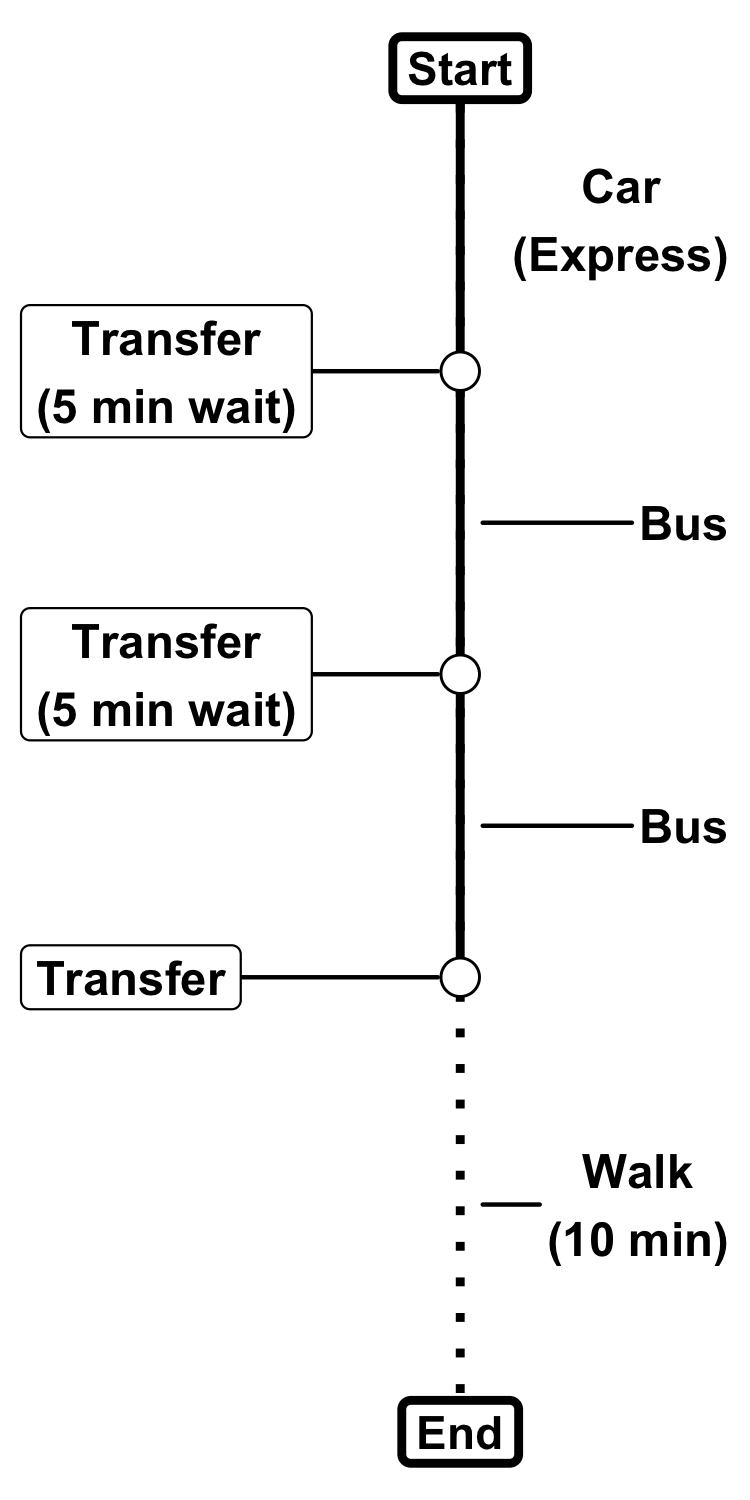 Start
Car
(Express)
Transfer
(5 min wait)
Bus
Transfer
(5 min wait)
Bus
Transfer
Walk
(10 min)
End